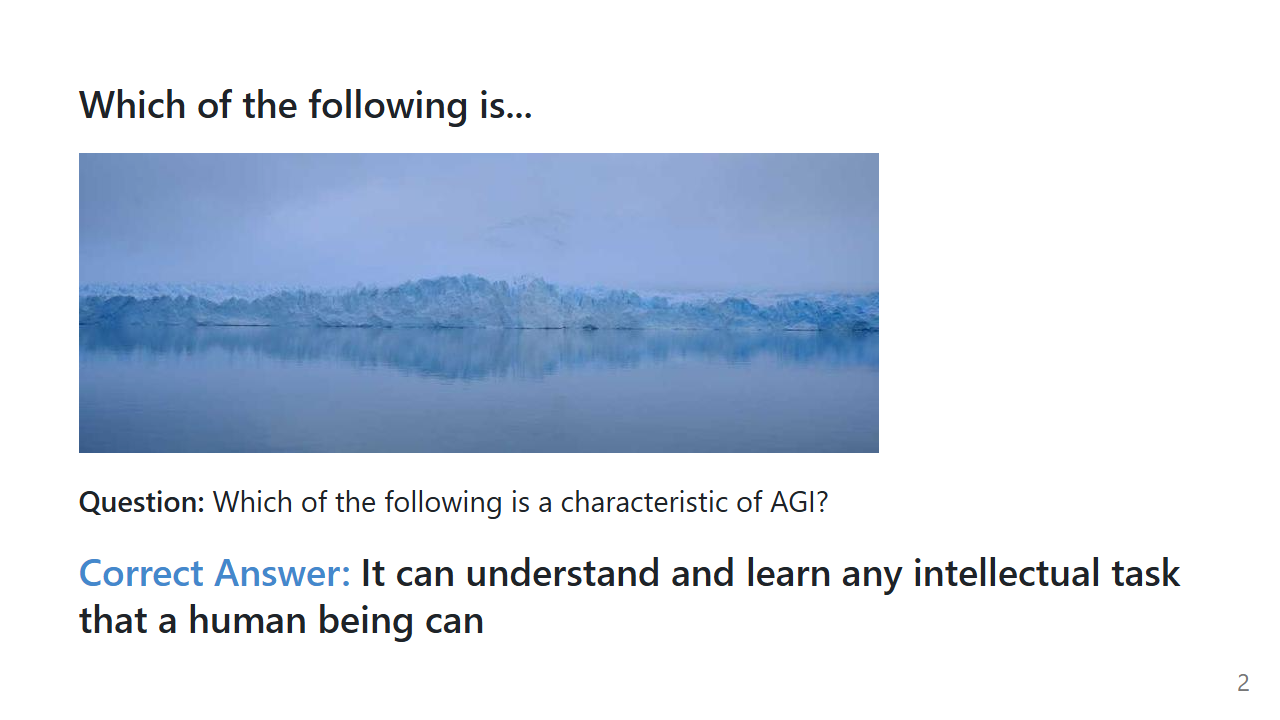 Which of the following is...
Question: Which of the following is a characteristic of AGI?
Correct Answer: It can understand and learn any intellectual task
that a human being can
2